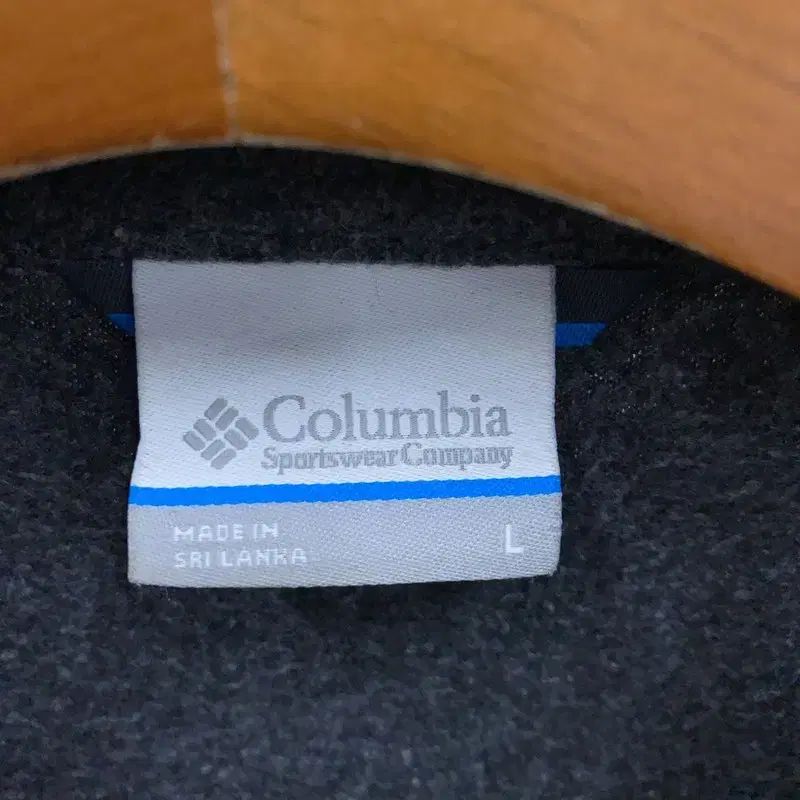 Columbia
Sportswear Company
MADE IN
SRI LANKA
L